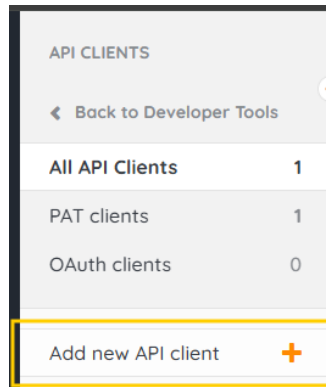 API CLIENTS
Back to Developer Tools
All API Clients 1
PAT clients 1
OAuth clients 0
Add new API client